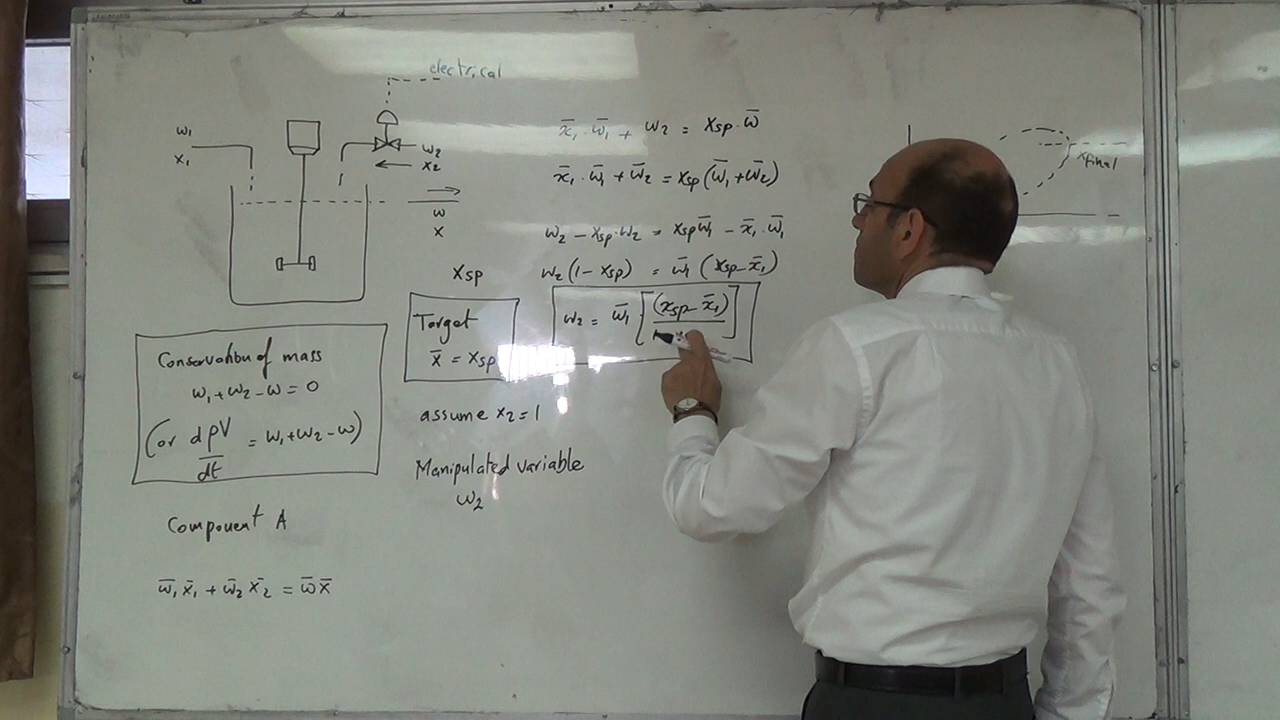 electrical
w₁
x₁
w₂
x₂
w
x
x̄₁ · w̄₁ + w₂ = xsp · w̄
x̄₁ · w̄₁ + w̄₂ = xsp (w̄₁ + w̄₂)
w₂ - xsp · w₂ = xsp w̄₁ - x̄₁ · w̄₁
w₂ (1 - xsp) = w̄₁ (xsp - x̄₁)
w₂ = w̄₁ [(xsp - x̄₁)]
xfinal
xsp
Target
x̄ = xsp
assume x₂ = 1
Manipulated variable
w₂
Conservation of mass
w₁ + w₂ - w = 0
(or dρV/dt = w₁ + w₂ - w)
Component A
w̄₁ x̄₁ + w̄₂ x̄₂ = w̄ x̄